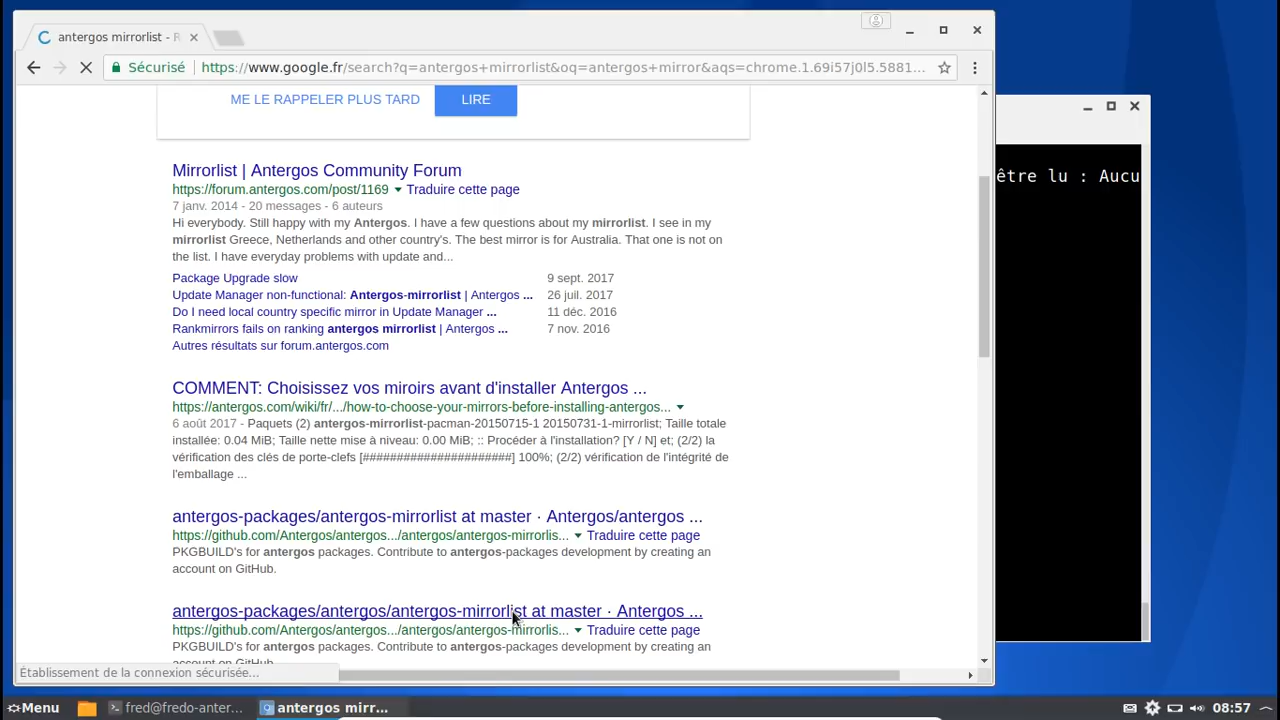 antergos mirrorlist - R
Sécurisé https://www.google.fr/search?q=antergos+mirrorlist&oq=antergos+mirror&aqs=chrome.1.69i57j0l5.5881...
ME LE RAPPELER PLUS TARD LIRE
Mirrorlist | Antergos Community Forum
https://forum.antergos.com/post/1169 Traduire cette page
7 janv. 2014 - 20 messages - 6 auteurs
Hi everybody. Still happy with my Antergos. I have a few questions about my mirrorlist. I see in my
mirrorlist Greece, Netherlands and other country's. The best mirror is for Australia. That one is not on
the list. I have everyday problems with update and...
Package Upgrade slow 9 sept. 2017
Update Manager non-functional: Antergos-mirrorlist | Antergos ... 26 juil. 2017
Do I need local country specific mirror in Update Manager ... 11 déc. 2016
Rankmirrors fails on ranking antergos mirrorlist | Antergos ... 7 nov. 2016
Autres résultats sur forum.antergos.com
COMMENT: Choisissez vos miroirs avant d'installer Antergos ...
https://antergos.com/wiki/fr/.../how-to-choose-your-mirrors-before-installing-antergos...
6 août 2017 - Paquets (2) antergos-mirrorlist-pacman-20150715-1 20150731-1-mirrorlist; Taille totale
installée: 0.04 MiB; Taille nette mise à niveau: 0.00 MiB; :: Procéder à l'installation? [Y / N] et; (2/2) la
vérification des clés de porte-clefs [######################] 100%; (2/2) vérification de l'intégrité de
l'emballage ...
antergos-packages/antergos-mirrorlist at master · Antergos/antergos ...
https://github.com/Antergos/antergos.../antergos/antergos-mirrorlis... Traduire cette page
PKGBUILD's for antergos packages. Contribute to antergos-packages development by creating an
account on GitHub.
antergos-packages/antergos/antergos-mirrorlist at master · Antergos ...
https://github.com/Antergos/antergos.../antergos/antergos-mirrorlis... Traduire cette page
PKGBUILD's for antergos packages. Contribute to antergos-packages development by creating an
account on GitHub.
Établissement de la connexion sécurisée...
être lu : Aucu
Menu fred@fredo-anter... antergos mirr... 08:57